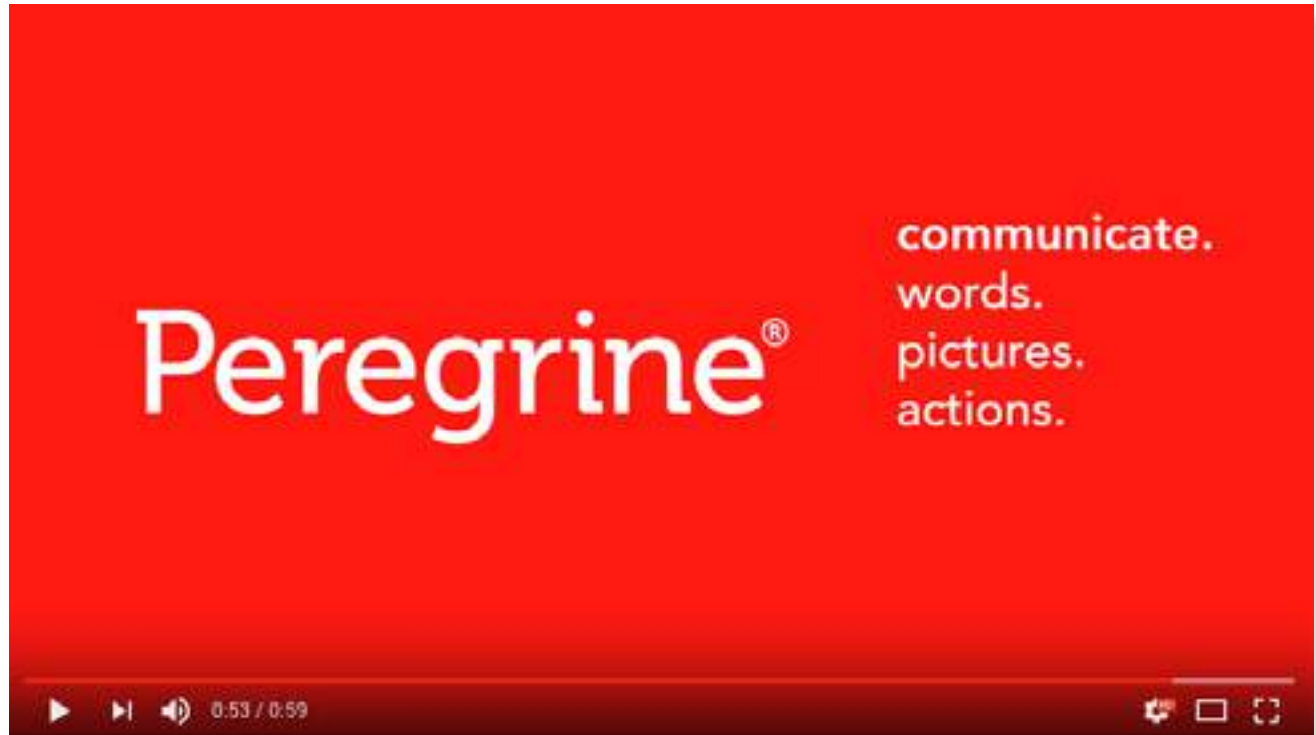 Peregrine®
communicate.
words.
pictures.
actions.
0:53 / 0:59